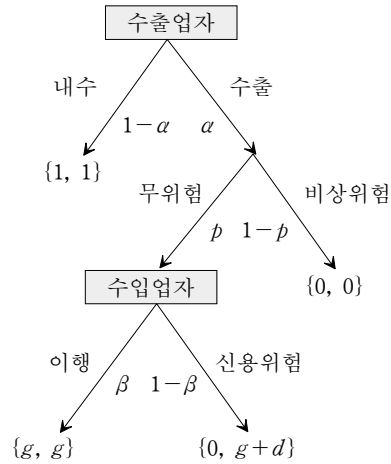 수출업자
내수 수출
1-α α
{1, 1}
무위험 비상위험
p 1-p
수입업자 {0, 0}
이행 신용위험
β 1-β
{g, g} {0, g+d}